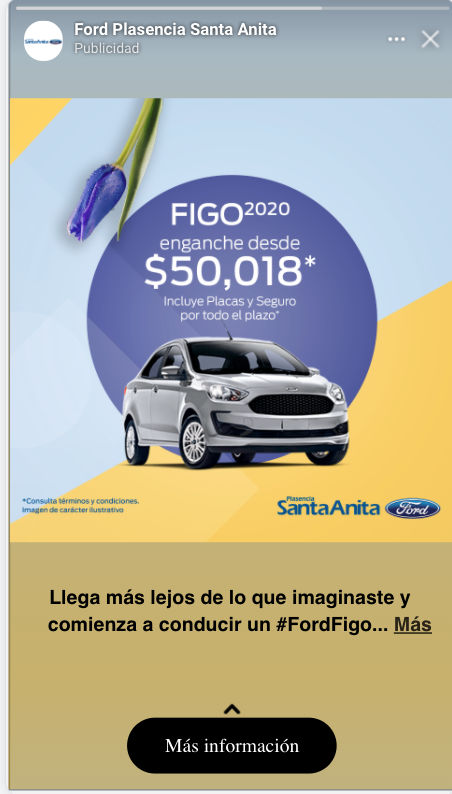 Ford Plasencia Santa Anita
Publicidad
FIGO2020
enganche desde
$50,018*
Incluye Placas y Seguro
por todo el plazo*
*Consulta términos y condiciones.
Imagen de carácter ilustrativo
Plasencia
SantaAnita Ford
Llega más lejos de lo que imaginaste y
comienza a conducir un #FordFigo... Más
Más información